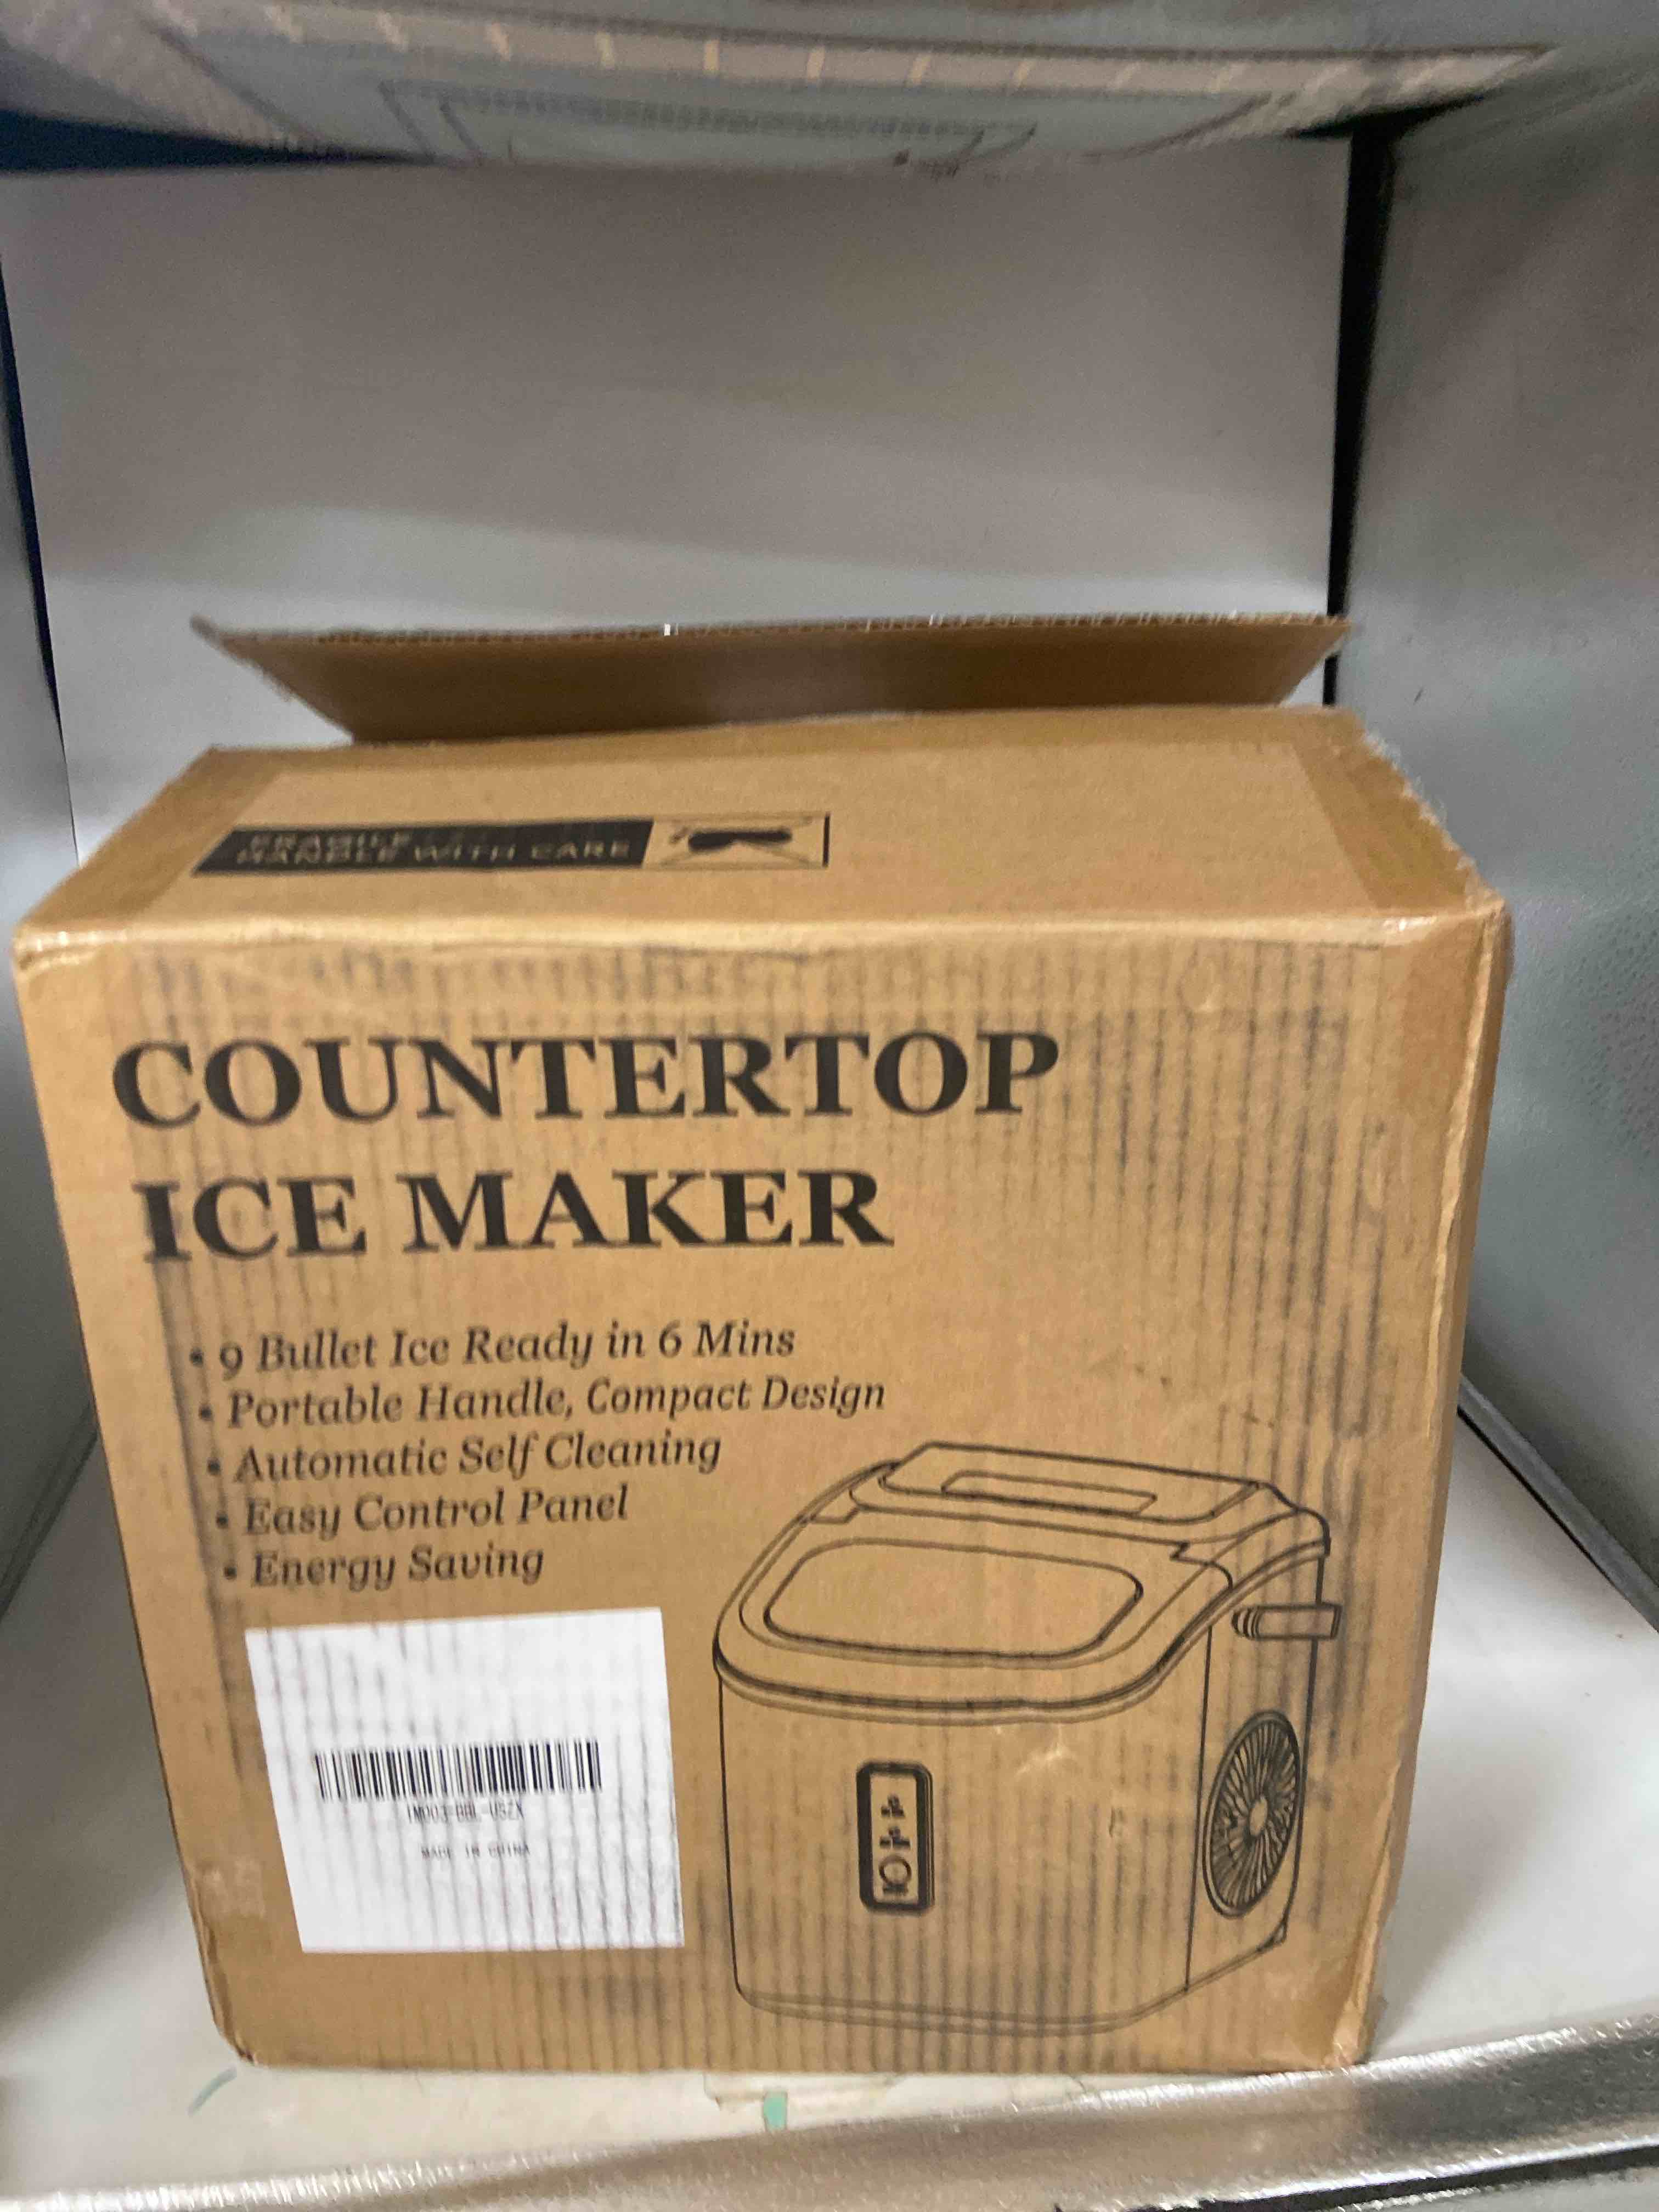 FRAGILE
HANDLE WITH CARE
COUNTERTOP
ICE MAKER
• 9 Bullet Ice Ready in 6 Mins
• Portable Handle, Compact Design
• Automatic Self Cleaning
• Easy Control Panel
• Energy Saving
MADE IN CHINA